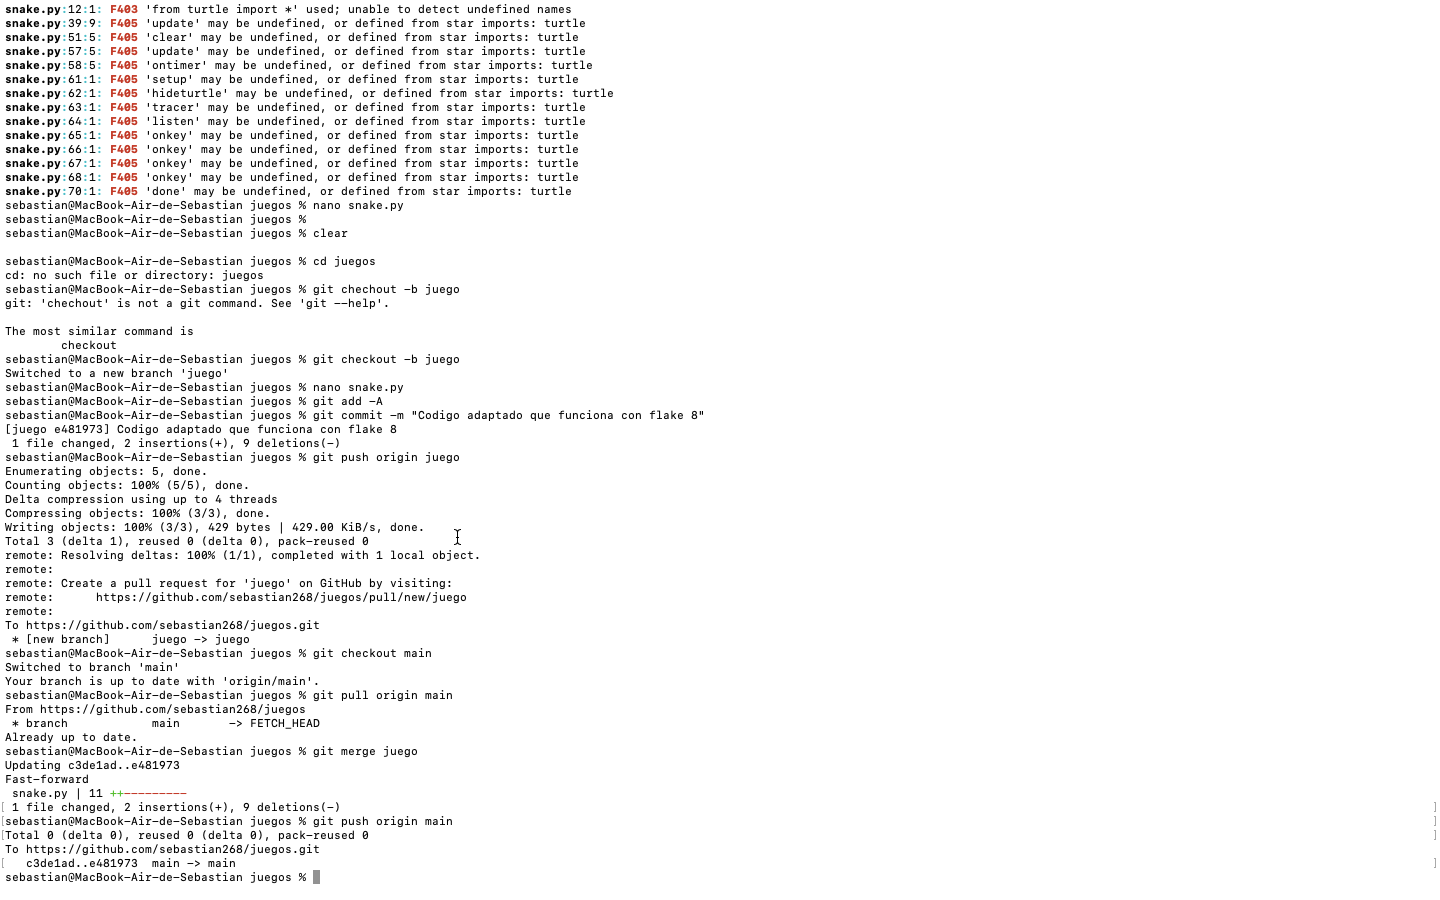 snake.py:12:1: F403 'from turtle import *' used; unable to detect undefined names
snake.py:39:9: F405 'update' may be undefined, or defined from star imports: turtle
snake.py:51:5: F405 'clear' may be undefined, or defined from star imports: turtle
snake.py:57:5: F405 'update' may be undefined, or defined from star imports: turtle
snake.py:58:5: F405 'ontimer' may be undefined, or defined from star imports: turtle
snake.py:61:1: F405 'setup' may be undefined, or defined from star imports: turtle
snake.py:62:1: F405 'hideturtle' may be undefined, or defined from star imports: turtle
snake.py:63:1: F405 'tracer' may be undefined, or defined from star imports: turtle
snake.py:64:1: F405 'listen' may be undefined, or defined from star imports: turtle
snake.py:65:1: F405 'onkey' may be undefined, or defined from star imports: turtle
snake.py:66:1: F405 'onkey' may be undefined, or defined from star imports: turtle
snake.py:67:1: F405 'onkey' may be undefined, or defined from star imports: turtle
snake.py:68:1: F405 'onkey' may be undefined, or defined from star imports: turtle
snake.py:70:1: F405 'done' may be undefined, or defined from star imports: turtle
sebastian@MacBook-Air-de-Sebastian juegos % nano snake.py
sebastian@MacBook-Air-de-Sebastian juegos %
sebastian@MacBook-Air-de-Sebastian juegos % clear
sebastian@MacBook-Air-de-Sebastian juegos % cd juegos
cd: no such file or directory: juegos
sebastian@MacBook-Air-de-Sebastian juegos % git chechout -b juego
git: 'chechout' is not a git command. See 'git --help'.
The most similar command is
checkout
sebastian@MacBook-Air-de-Sebastian juegos % git checkout -b juego
Switched to a new branch 'juego'
sebastian@MacBook-Air-de-Sebastian juegos % nano snake.py
sebastian@MacBook-Air-de-Sebastian juegos % git add -A
sebastian@MacBook-Air-de-Sebastian juegos % git commit -m "Codigo adaptado que funciona con flake 8"
[juego e481973] Codigo adaptado que funciona con flake 8
1 file changed, 2 insertions(+), 9 deletions(-)
sebastian@MacBook-Air-de-Sebastian juegos % git push origin juego
Enumerating objects: 5, done.
Counting objects: 100% (5/5), done.
Delta compression using up to 4 threads
Compressing objects: 100% (3/3), done.
Writing objects: 100% (3/3), 429 bytes | 429.00 KiB/s, done.
Total 3 (delta 1), reused 0 (delta 0), pack-reused 0
remote: Resolving deltas: 100% (1/1), completed with 1 local object.
remote:
remote: Create a pull request for 'juego' on GitHub by visiting:
remote:      https://github.com/sebastian268/juegos/pull/new/juego
remote:
To https://github.com/sebastian268/juegos.git
* [new branch]      juego -> juego
sebastian@MacBook-Air-de-Sebastian juegos % git checkout main
Switched to branch 'main'
Your branch is up to date with 'origin/main'.
sebastian@MacBook-Air-de-Sebastian juegos % git pull origin main
From https://github.com/sebastian268/juegos
* branch            main       -> FETCH_HEAD
Already up to date.
sebastian@MacBook-Air-de-Sebastian juegos % git merge juego
Updating c3de1ad..e481973
Fast-forward
snake.py | 11 ++---------
[ 1 file changed, 2 insertions(+), 9 deletions(-) ]
[sebastian@MacBook-Air-de-Sebastian juegos % git push origin main ]
[Total 0 (delta 0), reused 0 (delta 0), pack-reused 0 ]
To https://github.com/sebastian268/juegos.git
[   c3de1ad..e481973  main -> main ]
sebastian@MacBook-Air-de-Sebastian juegos %